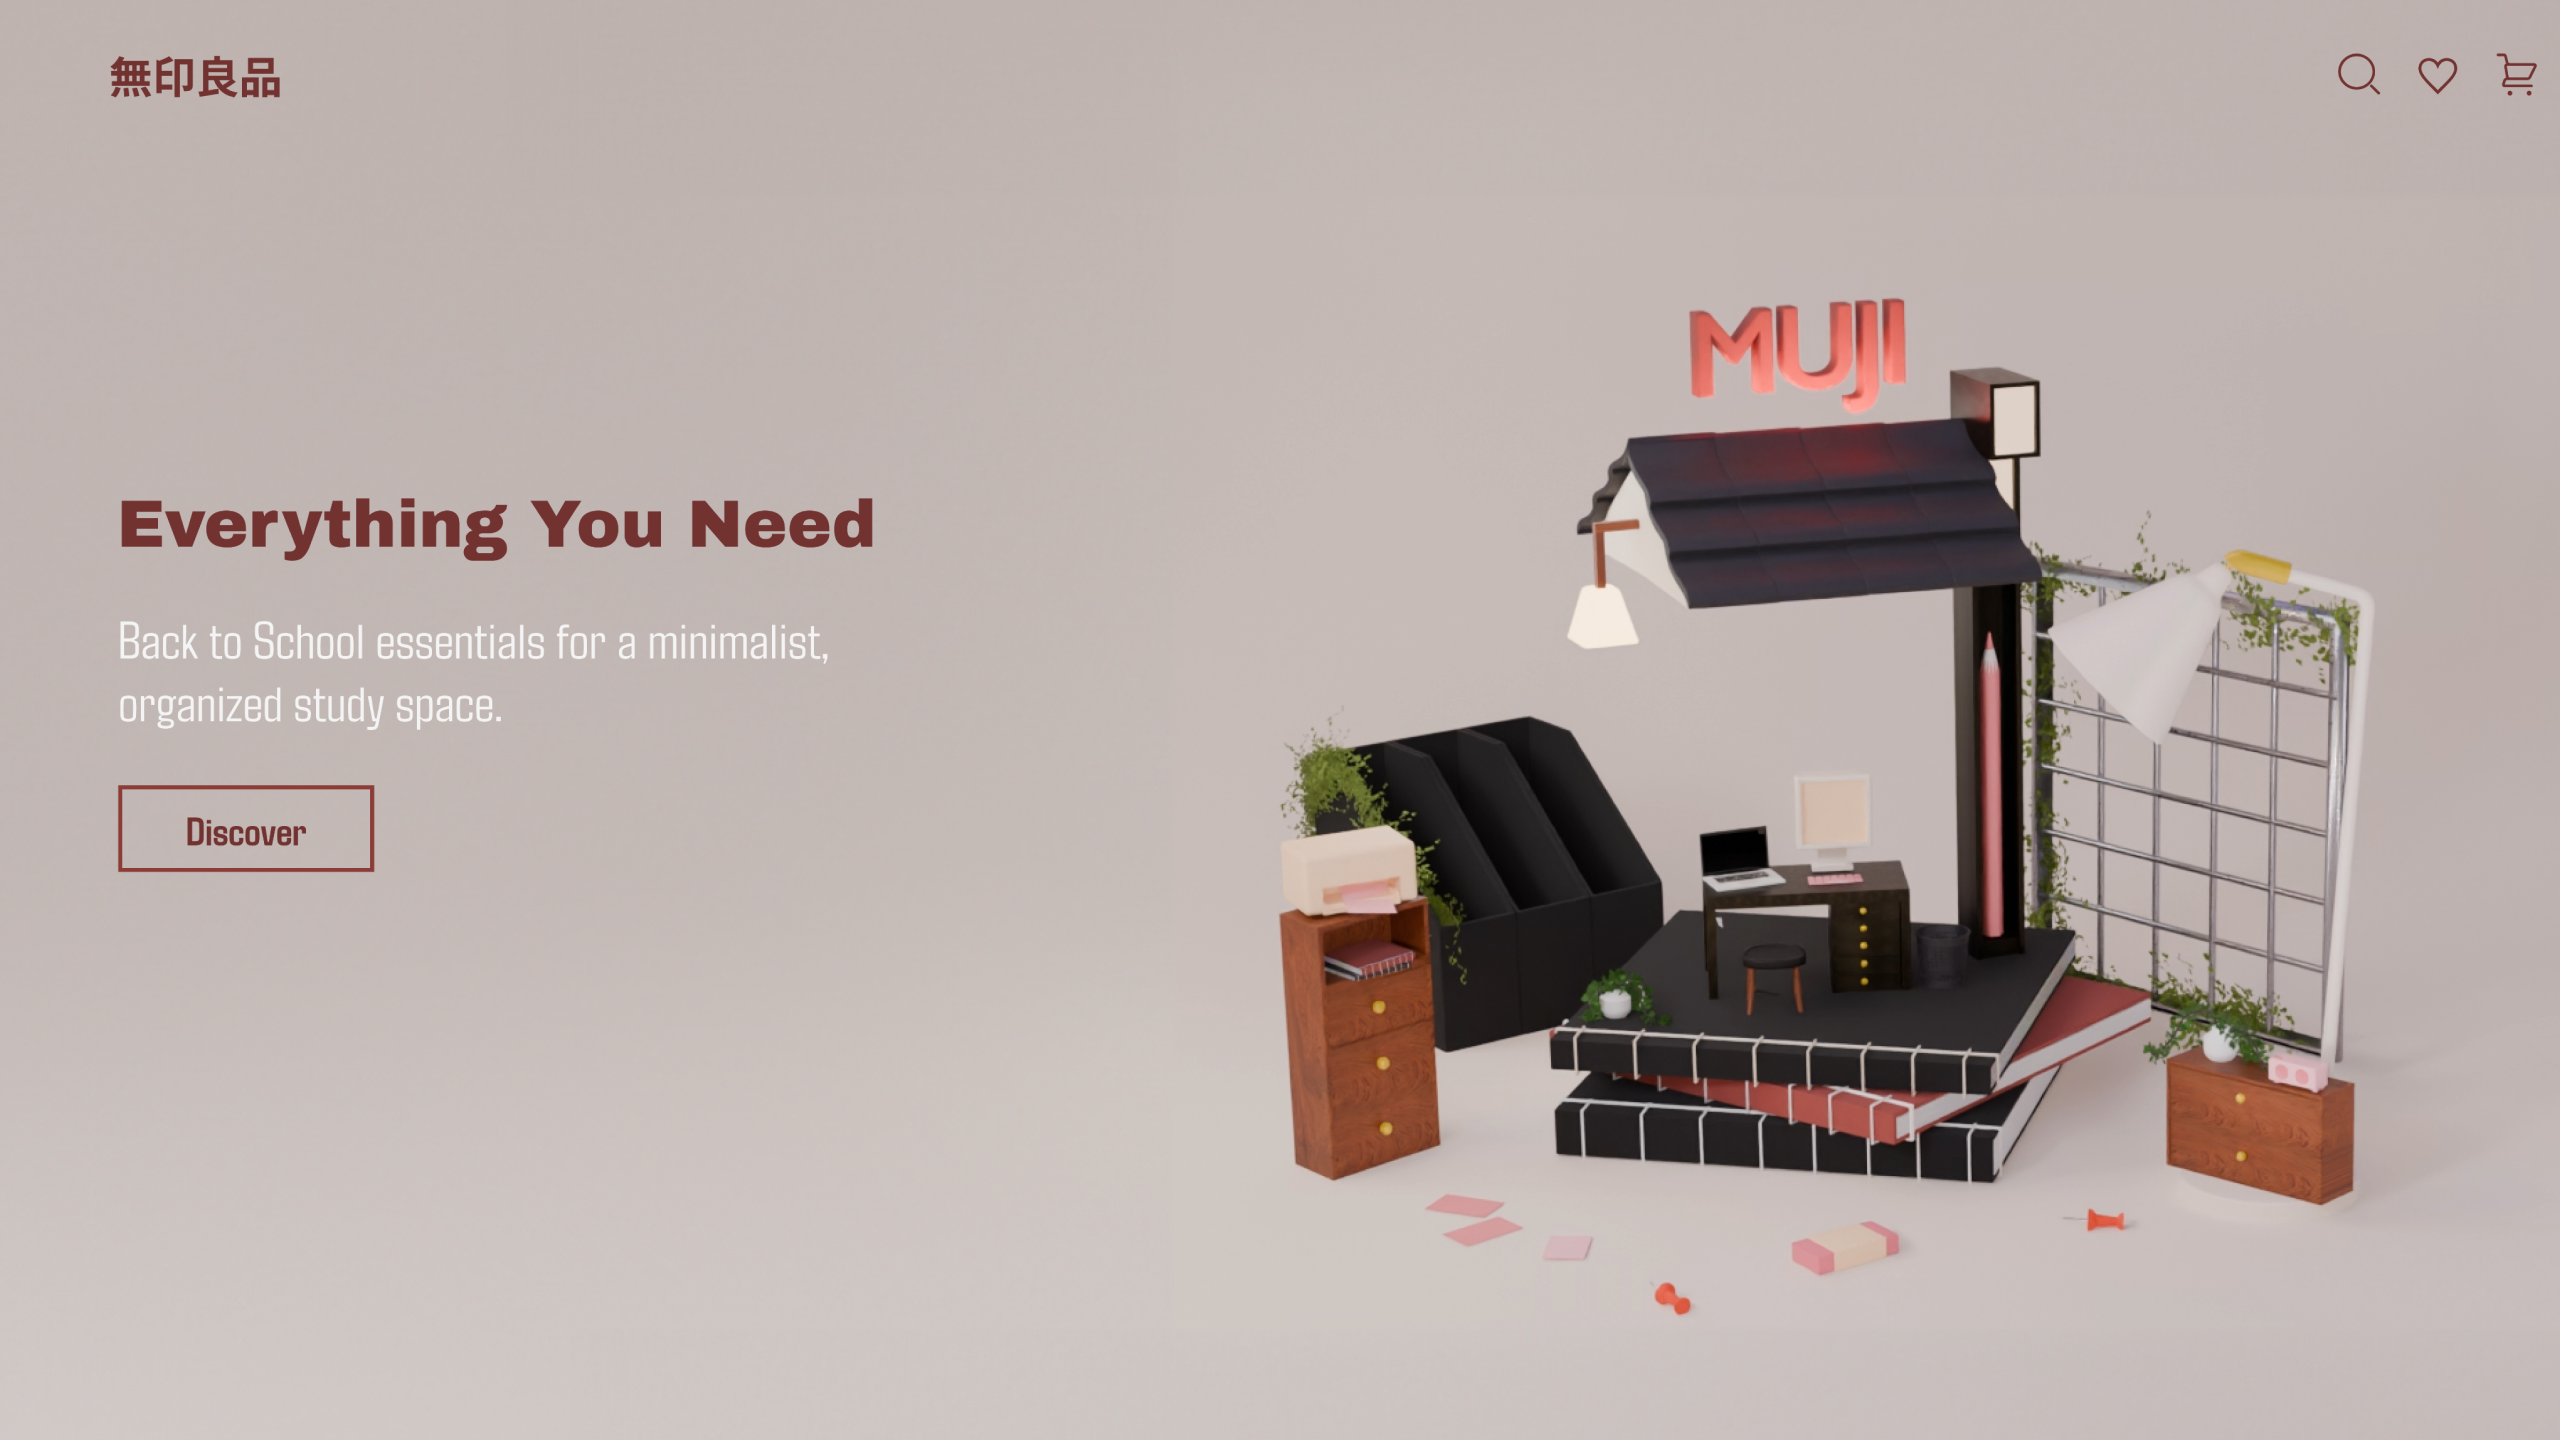 無印良品
MUJI
Everything You Need
Back to School essentials for a minimalist,
organized study space.
Discover